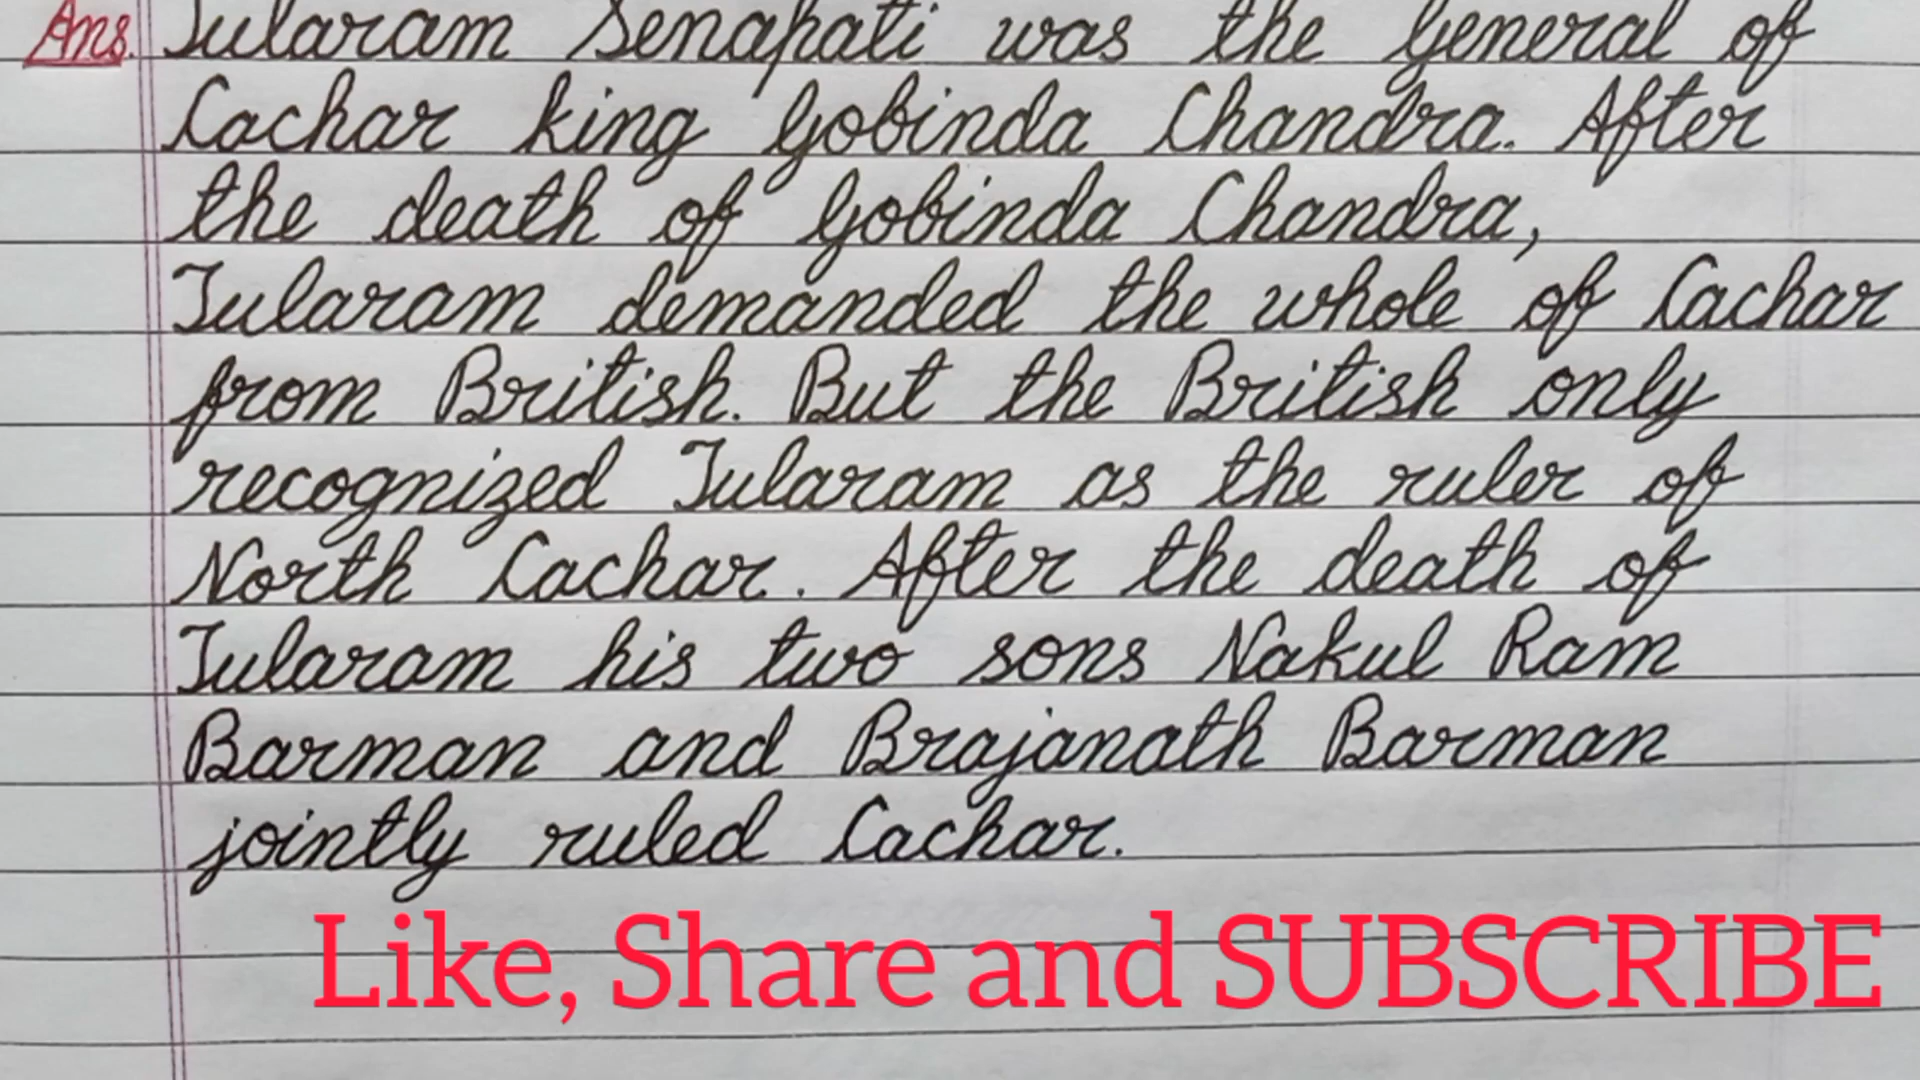 Ans. Tularam Senapati was the General of
Cachar king Gobinda Chandra. After
the death of Gobinda Chandra,
Tularam demanded the whole of Cachar
from British. But the British only
recognized Tularam as the ruler of
North Cachar. After the death of
Tularam his two sons Nakul Ram
Barman and Brajanath Barman
jointly ruled Cachar.
Like, Share and SUBSCRIBE